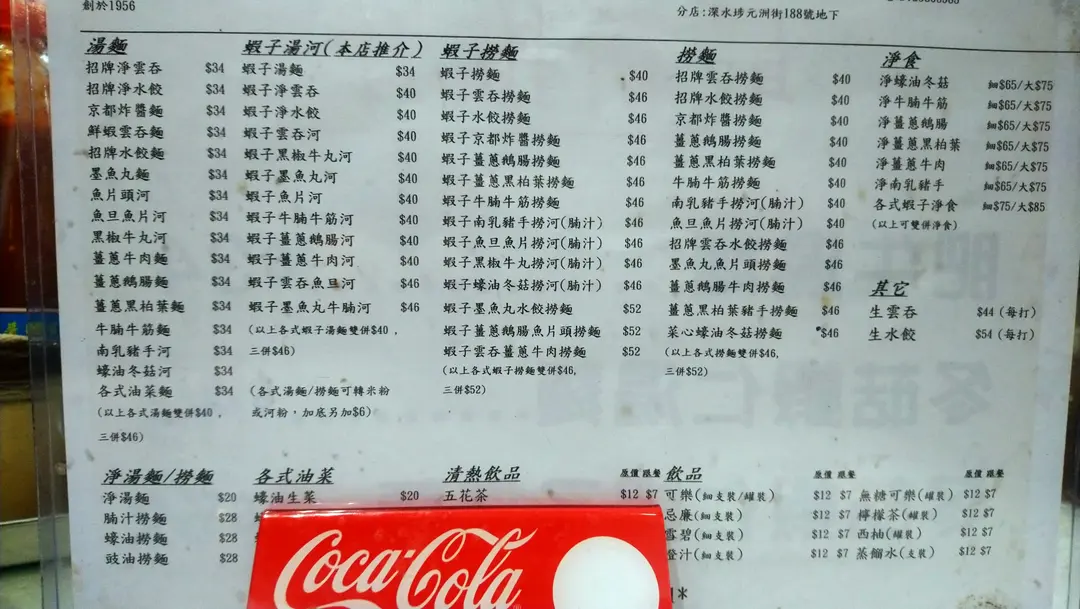 創於1956
分店:深水埗元洲街188號地下
湯麵
招牌淨雲吞 $34
招牌淨水餃 $34
京都炸醬麵 $34
鮮蝦雲吞麵 $34
招牌水餃麵 $34
墨魚丸麵 $34
魚片頭河 $34
魚旦魚片河 $34
黑椒牛丸河 $34
薑蔥牛肉麵 $34
薑蔥鵝腸麵 $34
薑蔥黑柏葉麵 $34
牛腩牛筋麵 $34
南乳豬手河 $34
蠔油冬菇河 $34
各式油菜麵 $34
(以上各式湯麵雙併$40，
三併$46)
蝦子湯河(本店推介)
蝦子湯麵 $34
蝦子淨雲吞 $40
蝦子淨水餃 $40
蝦子雲吞河 $40
蝦子黑椒牛丸河 $40
蝦子墨魚丸河 $40
蝦子魚片河 $40
蝦子牛腩牛筋河 $40
蝦子薑蔥鵝腸河 $40
蝦子薑蔥牛肉河 $40
蝦子雲吞魚旦河 $46
蝦子墨魚丸牛腩河 $46
(以上各式蝦子湯麵雙併$40，
三併$46)
(各式湯麵/撈麵可轉米粉
或河粉，加底另加$6)
蝦子撈麵
蝦子撈麵 $40
蝦子雲吞撈麵 $46
蝦子水餃撈麵 $46
蝦子京都炸醬撈麵 $46
蝦子薑蔥鵝腸撈麵 $46
蝦子薑蔥黑柏葉撈麵 $46
蝦子牛腩牛筋撈麵 $46
蝦子南乳豬手撈河(腩汁) $46
蝦子魚旦魚片撈河(腩汁) $46
蝦子黑椒牛丸撈河(腩汁) $46
蝦子蠔油冬菇撈河(腩汁) $46
蝦子墨魚丸水餃撈麵 $52
蝦子薑蔥鵝腸魚片頭撈麵 $52
蝦子雲吞薑蔥牛肉撈麵 $52
(以上各式蝦子撈麵雙併$46,
三併$52)
撈麵
招牌雲吞撈麵 $40
招牌水餃撈麵 $40
京都炸醬撈麵 $40
薑蔥鵝腸撈麵 $40
薑蔥黑柏葉撈麵 $40
牛腩牛筋撈麵 $40
南乳豬手撈河(腩汁) $40
魚旦魚片撈河(腩汁) $40
招牌雲吞水餃撈麵 $46
墨魚丸魚片頭撈麵 $46
薑蔥鵝腸牛肉撈麵 $46
薑蔥黑柏葉豬手撈麵 $46
菜心蠔油冬菇撈麵 $46
(以上各式撈麵雙併$46,
三併$52)
淨食
淨蠔油冬菇 細$65/大$75
淨牛腩牛筋 細$65/大$75
淨薑蔥鵝腸 細$65/大$75
淨薑蔥黑柏葉 細$65/大$75
淨薑蔥牛肉 細$65/大$75
淨南乳豬手 細$65/大$75
各式蝦子淨食 細$75/大$85
(以上可雙併淨食)
其它
生雲吞 $44(每打)
生水餃 $54(每打)
淨湯麵/撈麵
淨湯麵 $20
腩汁撈麵 $28
蠔油撈麵 $28
豉油撈麵 $28
各式油菜
蠔油生菜 $20
清熱飲品 原價 跟餐
五花茶 $12 $7
飲品 原價 跟餐 原價 跟餐
可樂(細支裝/罐裝) $12 $7 無糖可樂(罐裝) $12 $7
忌廉(細支裝) $12 $7 檸檬茶(罐裝) $12 $7
雪碧(細支裝) $12 $7 西柚(罐裝) $12 $7
橙汁(細支裝) $12 $7 蒸餾水(支裝) $12 $7
Coca-Cola